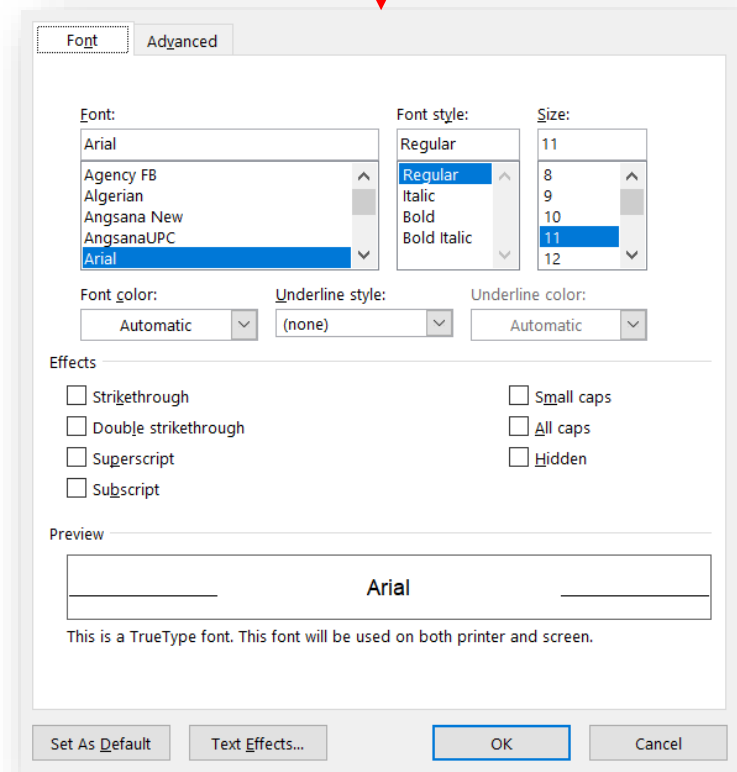 Font Advanced
Font: Font style: Size:
Arial Regular 11
Agency FB Regular 8
Algerian Italic 9
Angsana New Bold 10
AngsanaUPC Bold Italic 11
Arial 12
Font color: Underline style: Underline color:
Automatic (none) Automatic
Effects
Strikethrough Small caps
Double strikethrough All caps
Superscript Hidden
Subscript
Preview
Arial
This is a TrueType font. This font will be used on both printer and screen.
Set As Default Text Effects... OK Cancel